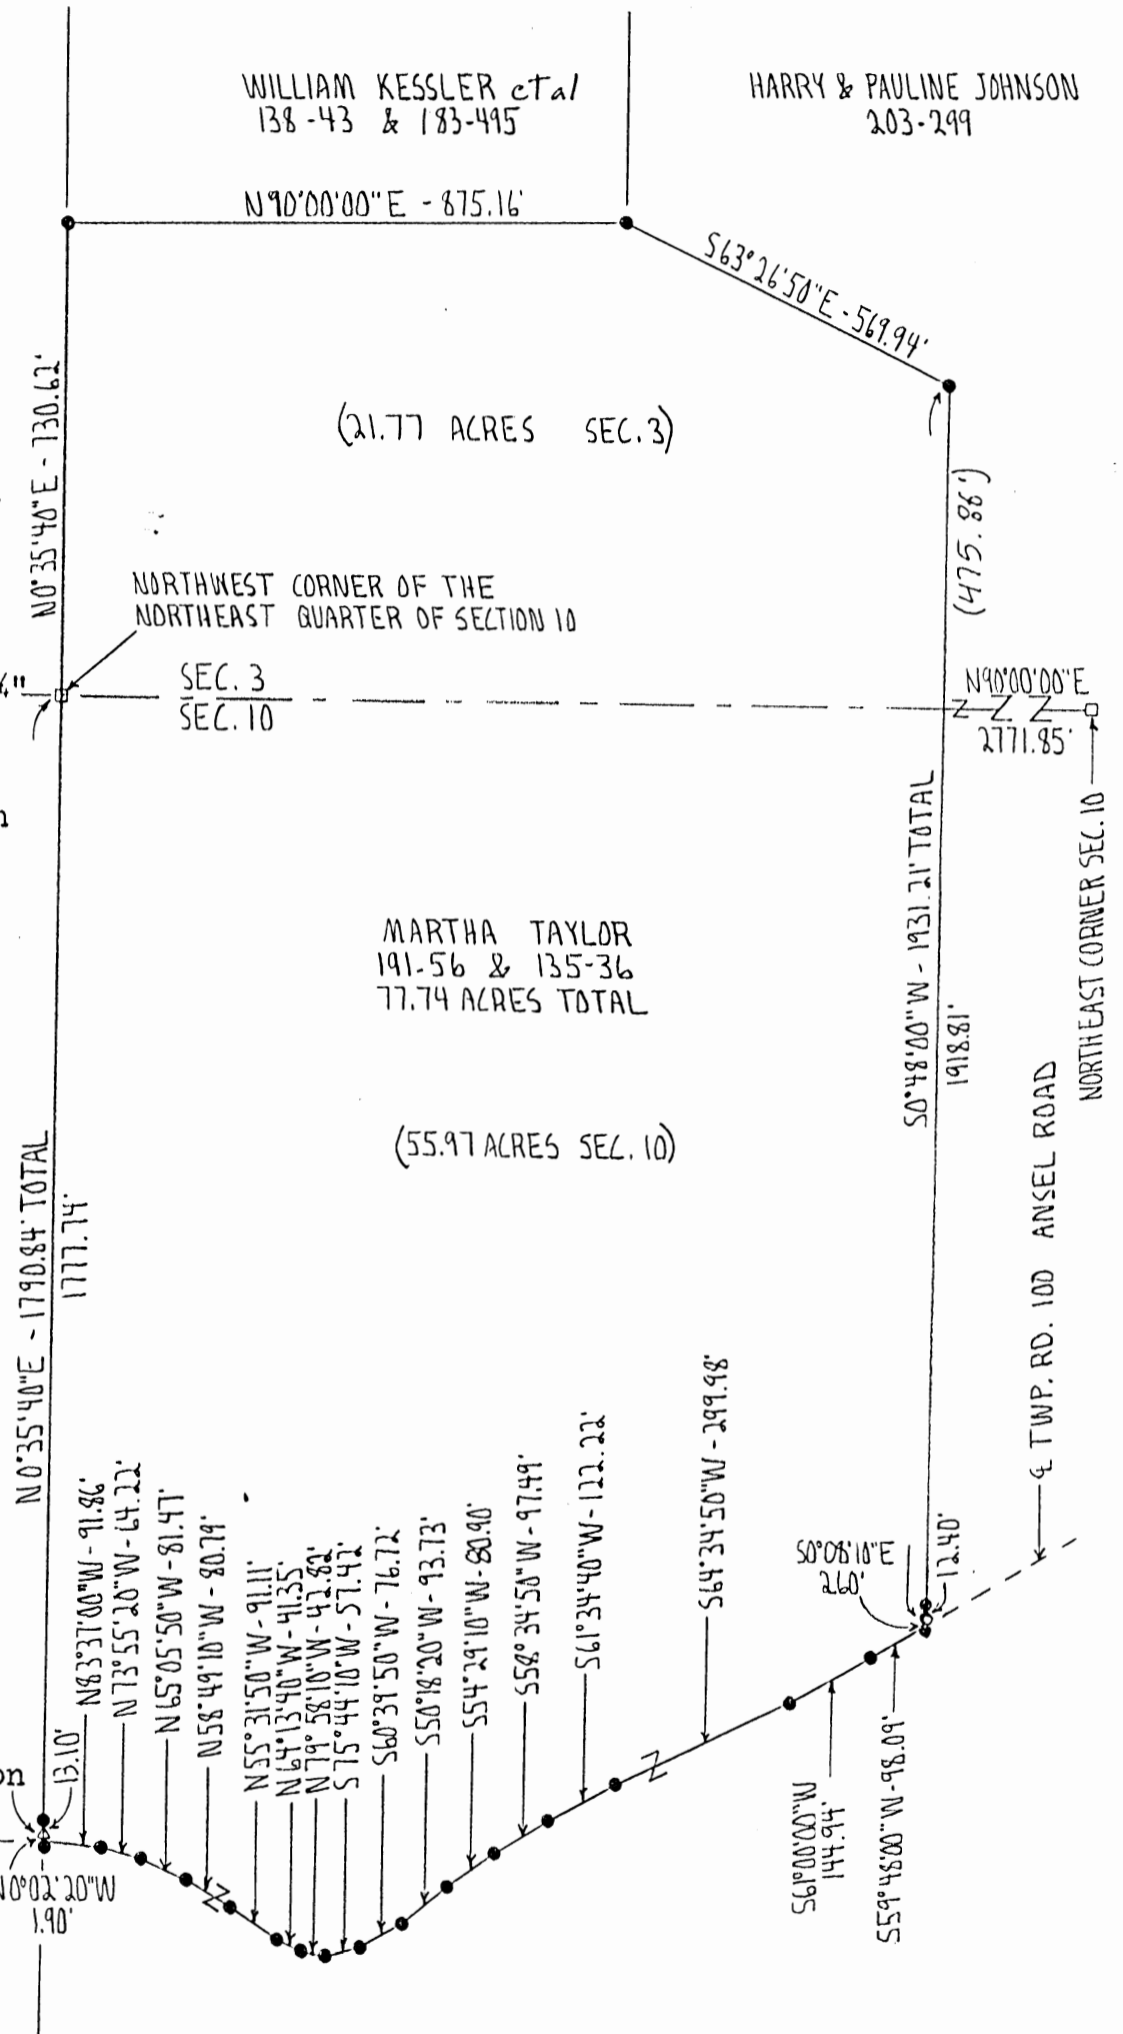 WILLIAM KESSLER etal
138-43 & 183-495
HARRY & PAULINE JOHNSON
203-299
N90°00'00"E - 875.16'
S63°26'50"E - 569.94'
N0°35'40"E - 730.62'
(21.77 ACRES SEC.3)
(475.86')
NORTHWEST CORNER OF THE
NORTHEAST QUARTER OF SECTION 10
SEC. 3
SEC. 10
N90°00'00"E
2771.85'
NORTHEAST CORNER SEC.10
MARTHA TAYLOR
191-56 & 135-36
77.74 ACRES TOTAL
S0°48'00"W - 1931.21' TOTAL
1918.81'
(55.97 ACRES SEC. 10)
N0°35'40"E - 1790.84' TOTAL
1777.74'
℄ TWP. RD. 100 ANSEL ROAD
13.10'
N83°37'00"W - 91.86'
N73°55'20"W - 64.22'
N65°05'50"W - 81.47'
N58°49'10"W - 80.79'
N55°31'50"W - 91.11'
N64°13'40"W - 41.35'
N79°58'10"W - 42.82'
S75°44'10"W - 57.42'
S60°39'50"W - 76.72'
S50°18'20"W - 93.73'
S54°29'10"W - 80.90'
S58°34'50"W - 97.49'
S61°34'40"W - 122.22'
S64°34'50"W - 299.98'
S61°00'00"W
144.94'
S59°48'00"W - 98.09'
S0°08'10"E
2.60'
12.40'
N0°02'20"W
1.90'